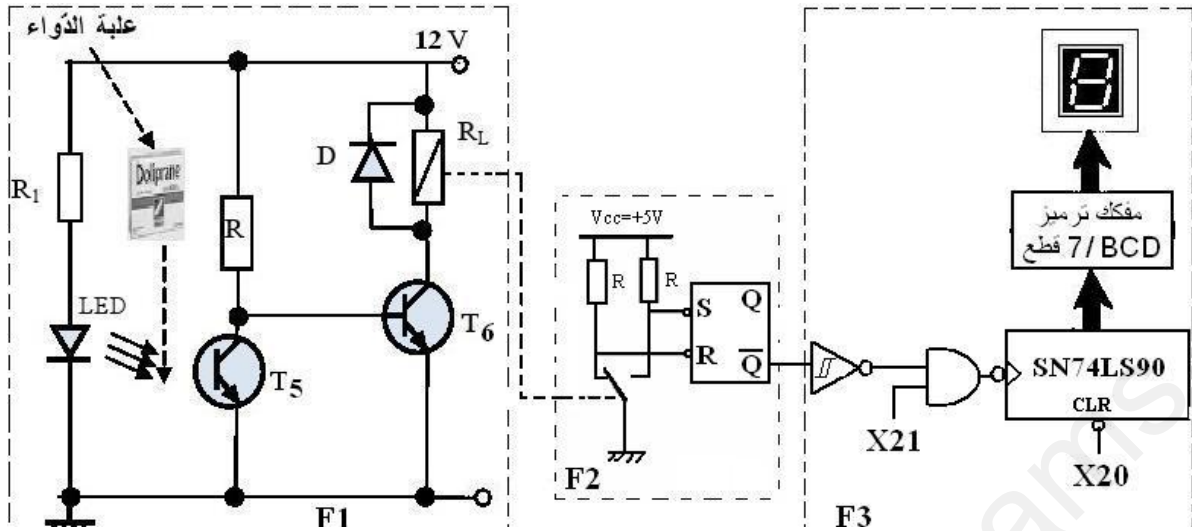 علبة الدّواء
12 V
R1
Doliprane
R
D
RL
LED
T5
T6
F1
Vcc=+5V
R
R
S
Q
R
Q̅
F2
X21
مفكك ترميز
BCD/7 قطع
SN74LS90
CLR
X20
F3